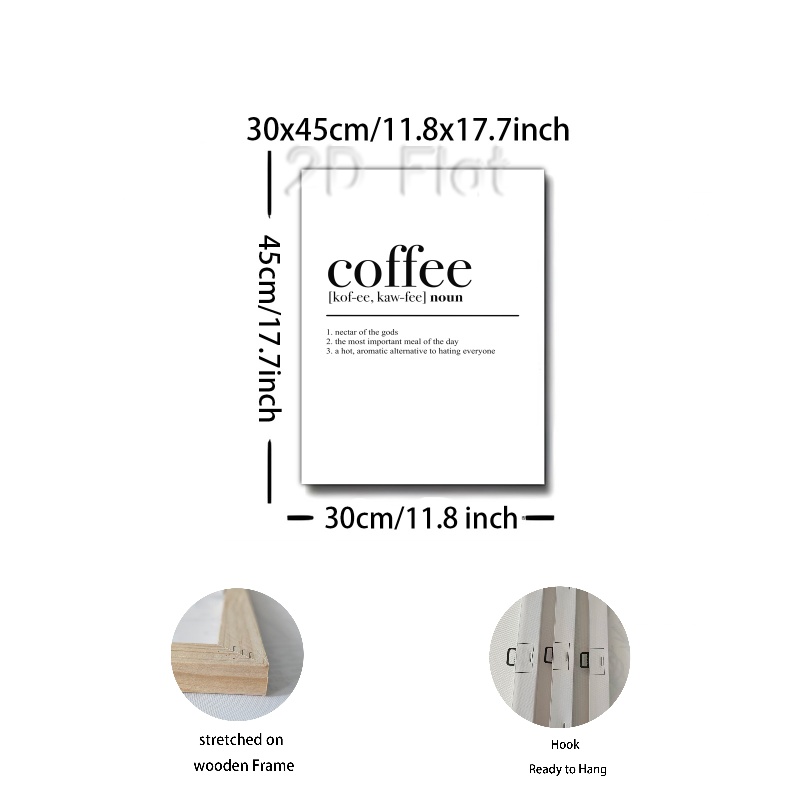 30x45cm/11.8x17.7inch
2D Flat
45cm/17.7inch
coffee
[kof-ee, kaw-fee] noun
1. nectar of the gods
2. the most important meal of the day
3. a hot, aromatic alternative to hating everyone
30cm/11.8 inch
stretched on
wooden Frame
Hook
Ready to Hang